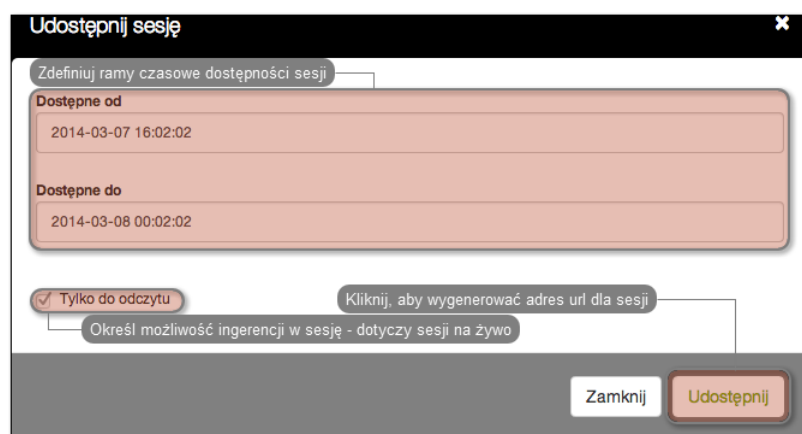 Udostępnij sesję
Zdefiniuj ramy czasowe dostępności sesji
Dostępne od
2014-03-07 16:02:02
Dostępne do
2014-03-08 00:02:02
Tylko do odczytu
Kliknij, aby wygenerować adres url dla sesji
Określ możliwość ingerencji w sesję - dotyczy sesji na żywo
Zamknij
Udostępnij